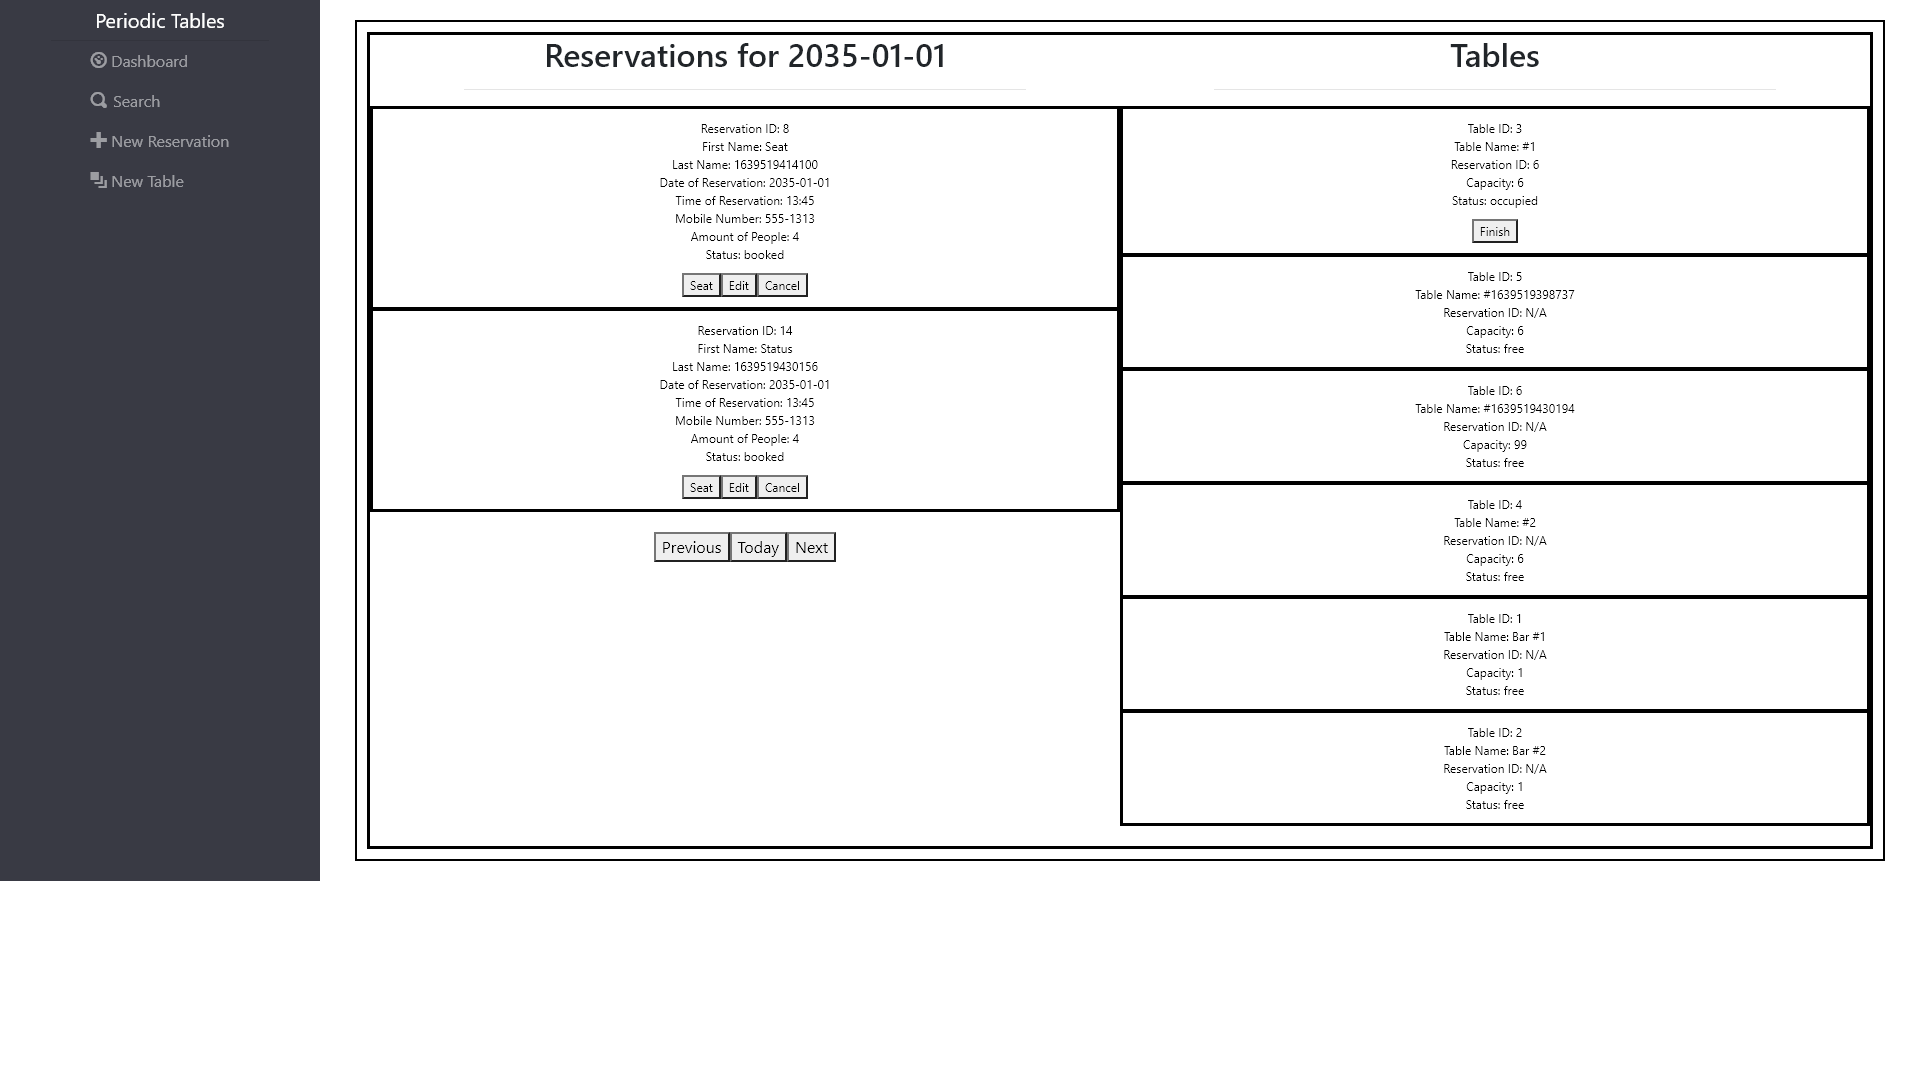 Periodic Tables
Dashboard
Search
New Reservation
New Table
Reservations for 2035-01-01
Reservation ID: 8
First Name: Seat
Last Name: 1639519414100
Date of Reservation: 2035-01-01
Time of Reservation: 13:45
Mobile Number: 555-1313
Amount of People: 4
Status: booked
Seat Edit Cancel
Reservation ID: 14
First Name: Status
Last Name: 1639519430156
Date of Reservation: 2035-01-01
Time of Reservation: 13:45
Mobile Number: 555-1313
Amount of People: 4
Status: booked
Seat Edit Cancel
Previous Today Next
Tables
Table ID: 3
Table Name: #1
Reservation ID: 6
Capacity: 6
Status: occupied
Finish
Table ID: 5
Table Name: #1639519398737
Reservation ID: N/A
Capacity: 6
Status: free
Table ID: 6
Table Name: #1639519430194
Reservation ID: N/A
Capacity: 99
Status: free
Table ID: 4
Table Name: #2
Reservation ID: N/A
Capacity: 6
Status: free
Table ID: 1
Table Name: Bar #1
Reservation ID: N/A
Capacity: 1
Status: free
Table ID: 2
Table Name: Bar #2
Reservation ID: N/A
Capacity: 1
Status: free